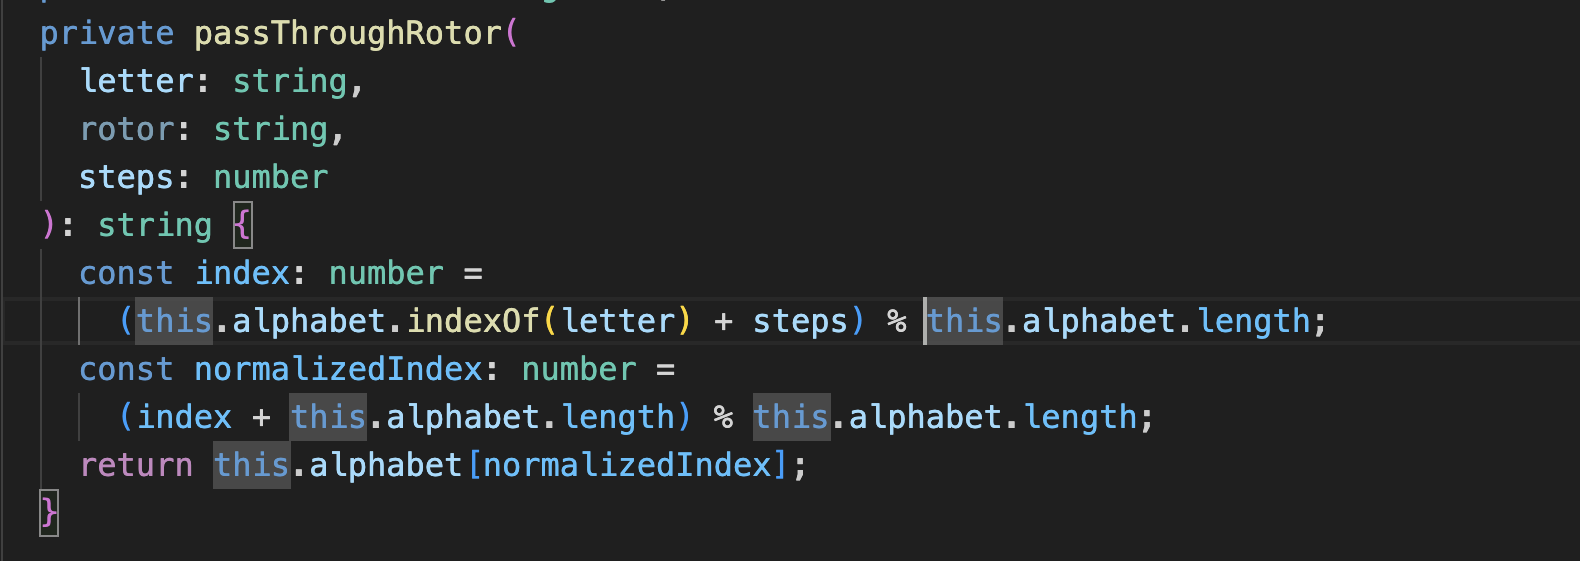 private passThroughRotor(
letter: string,
rotor: string,
steps: number
): string {
const index: number =
(this.alphabet.indexOf(letter) + steps) % this.alphabet.length;
const normalizedIndex: number =
(index + this.alphabet.length) % this.alphabet.length;
return this.alphabet[normalizedIndex];
}